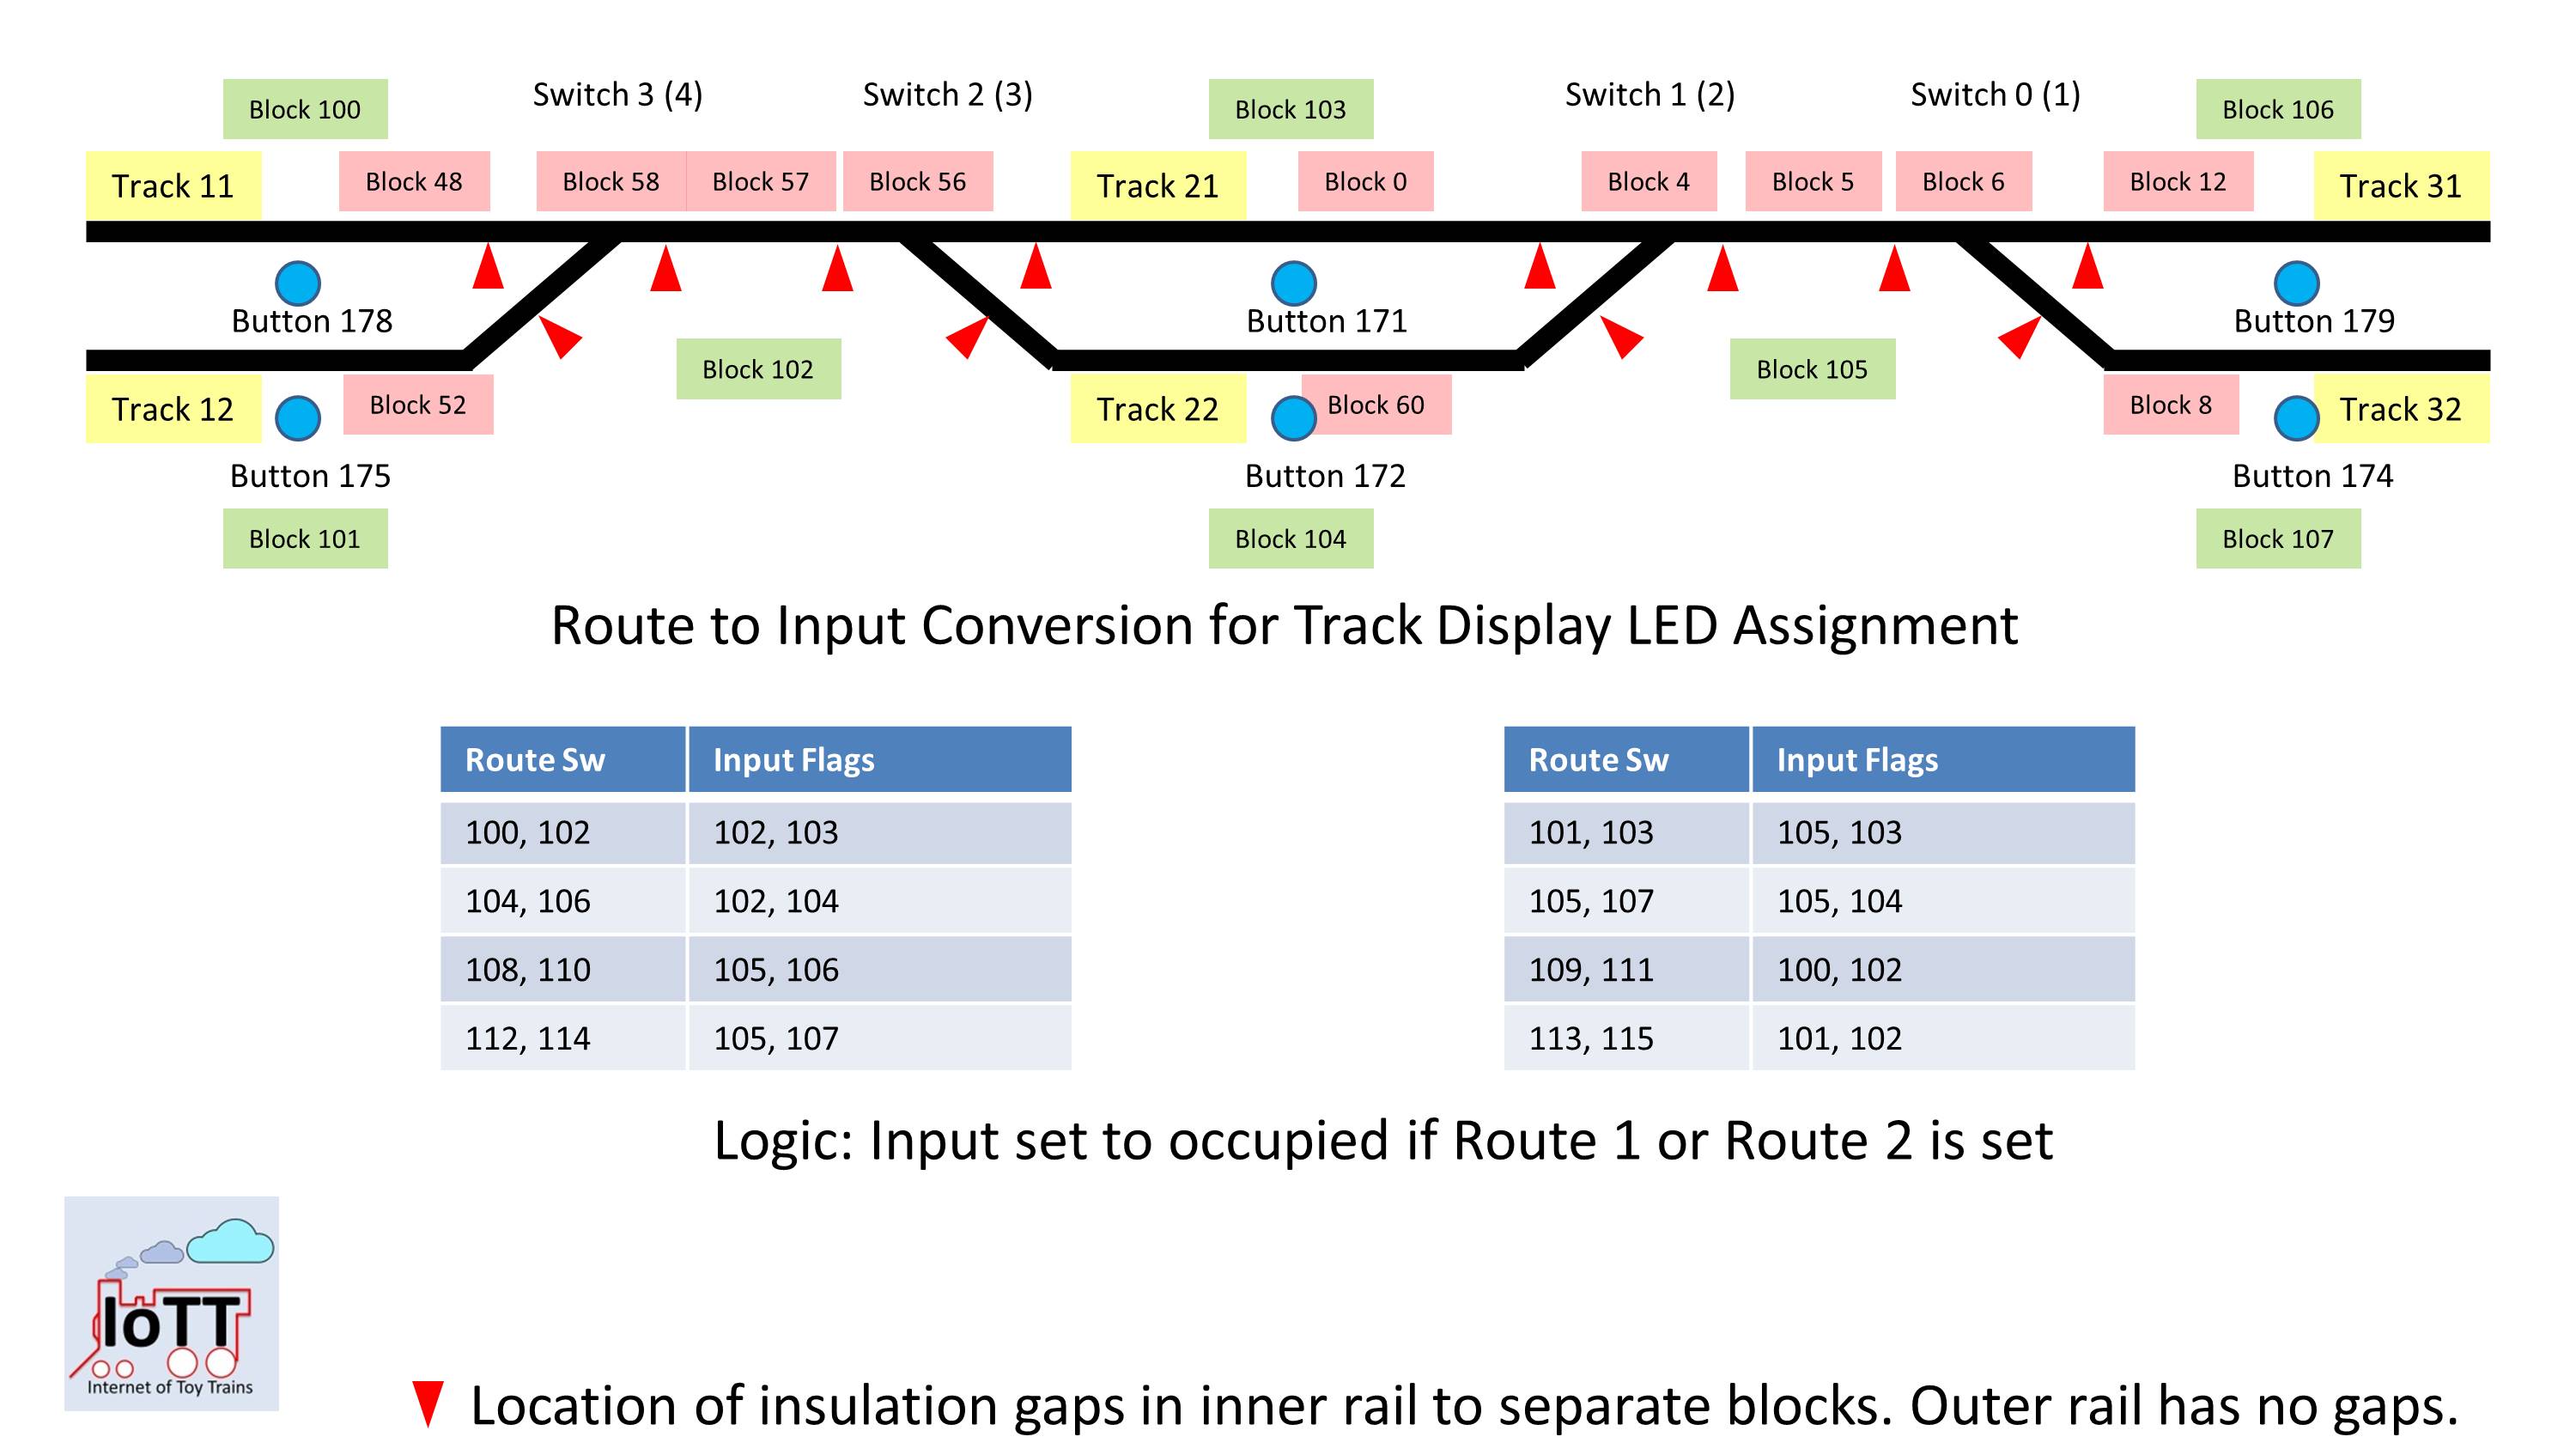 Block 100
Switch 3 (4)
Switch 2 (3)
Block 103
Switch 1 (2)
Switch 0 (1)
Block 106
Track 11
Block 48
Block 58
Block 57
Block 56
Track 21
Block 0
Block 4
Block 5
Block 6
Block 12
Track 31
Button 178
Button 171
Button 179
Block 102
Block 105
Track 12
Block 52
Track 22
Block 60
Block 8
Track 32
Button 175
Button 172
Button 174
Block 101
Block 104
Block 107
Route to Input Conversion for Track Display LED Assignment
Route Sw Input Flags
100, 102 102, 103
104, 106 102, 104
108, 110 105, 106
112, 114 105, 107
Route Sw Input Flags
101, 103 105, 103
105, 107 105, 104
109, 111 100, 102
113, 115 101, 102
Logic: Input set to occupied if Route 1 or Route 2 is set
IoTT
Internet of Toy Trains
Location of insulation gaps in inner rail to separate blocks. Outer rail has no gaps.